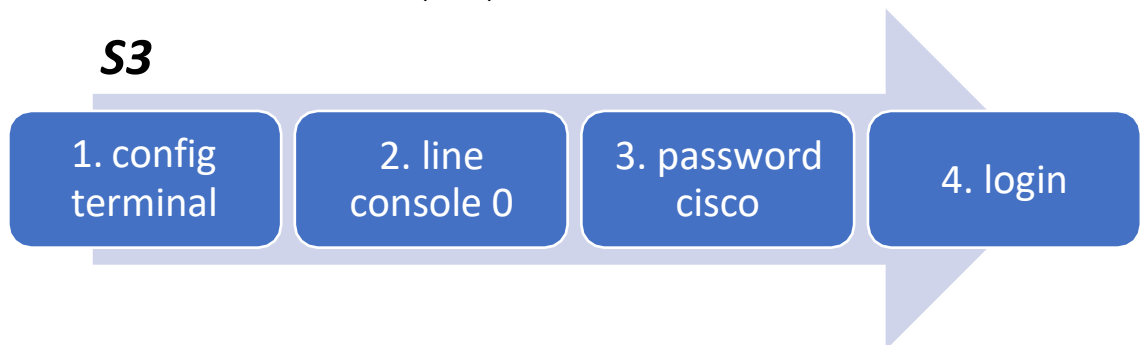 S3
1. config
terminal
2. line
console 0
3. password
cisco
4. login